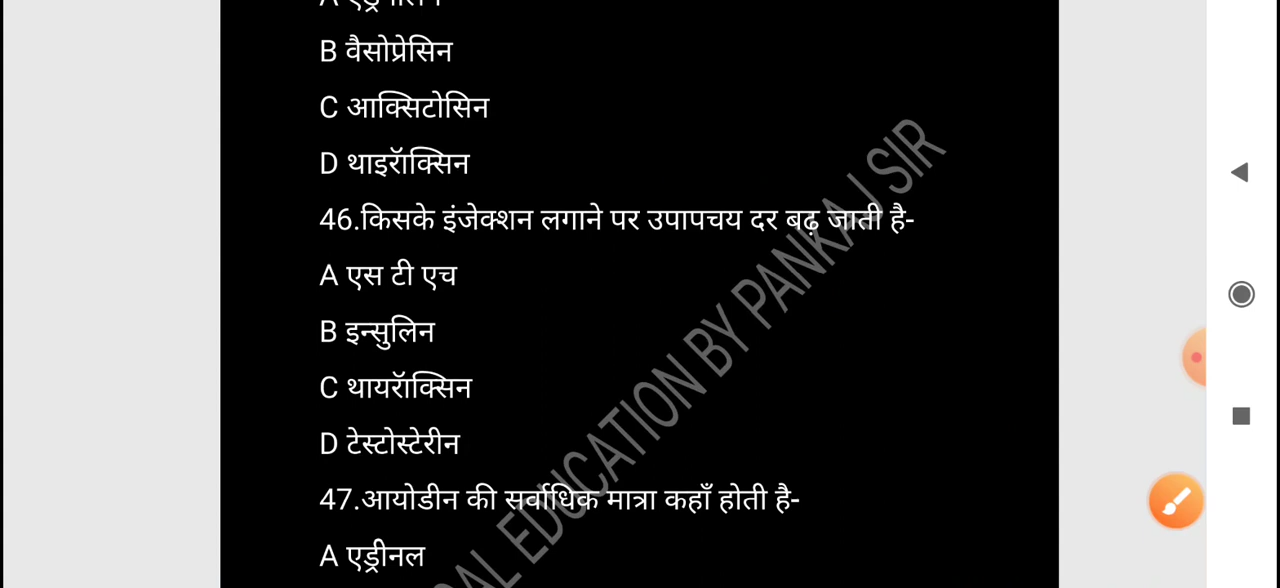 B वैसोप्रेसिन
C आक्सिटोसिन
D थाइरॉक्सिन
46.किसके इंजेक्शन लगाने पर उपापचय दर बढ़ जाती है-
A एस टी एच
B इन्सुलिन
C थायरॉक्सिन
D टेस्टोस्टेरीन
47.आयोडीन की सर्वाधिक मात्रा कहाँ होती है-
A एड्रीनल
EDUCATION BY PANKAJ SIR